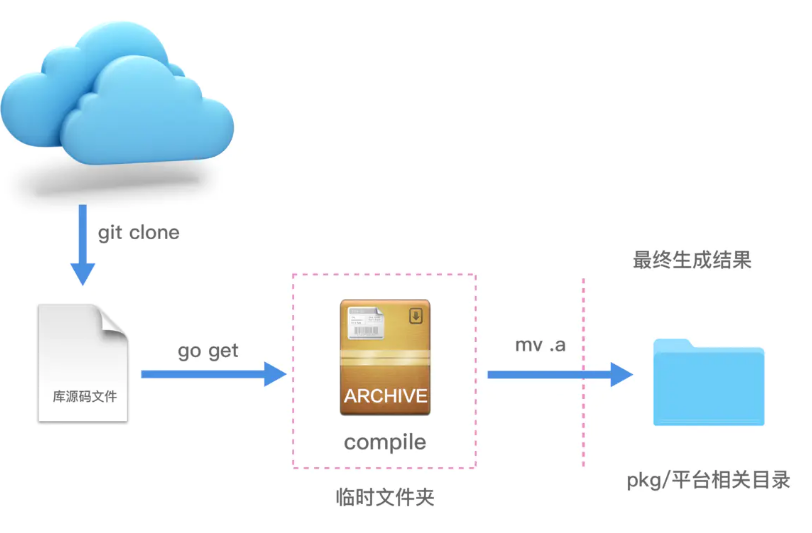 git clone
最终生成结果
go get
mv .a
库源码文件
ARCHIVE
compile
pkg/平台相关目录
临时文件夹